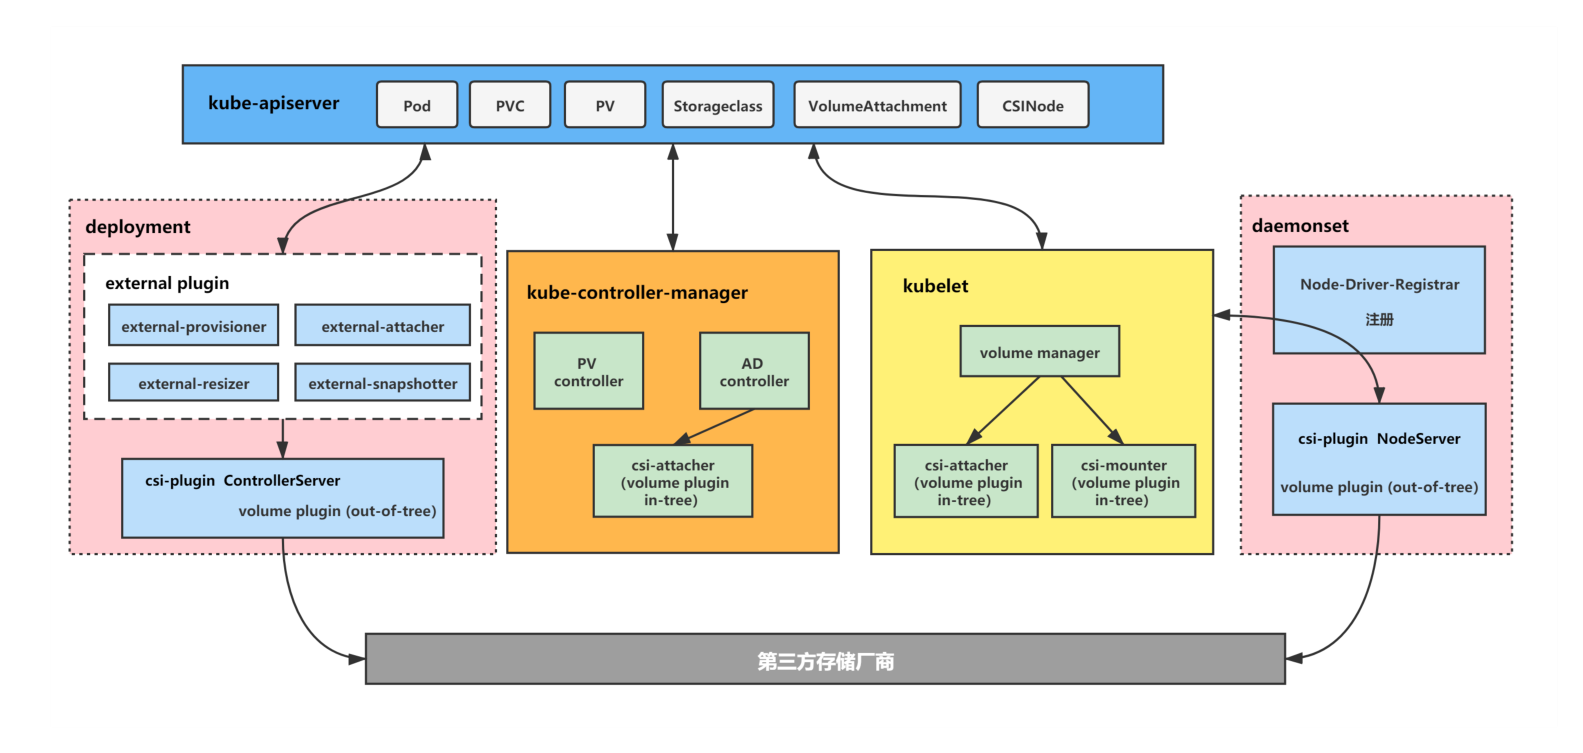 kube-apiserver
Pod
PVC
PV
Storageclass
VolumeAttachment
CSINode
deployment
external plugin
external-provisioner
external-attacher
external-resizer
external-snapshotter
csi-plugin ControllerServer
volume plugin (out-of-tree)
kube-controller-manager
PV
controller
AD
controller
csi-attacher
(volume plugin
in-tree)
kubelet
volume manager
csi-attacher
(volume plugin
in-tree)
csi-mounter
(volume plugin
in-tree)
daemonset
Node-Driver-Registrar
注册
csi-plugin NodeServer
volume plugin (out-of-tree)
第三方存储厂商